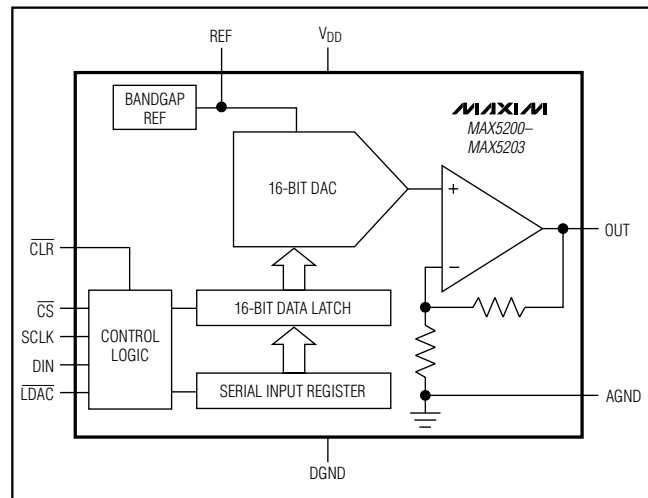 REF
VDD
BANDGAP
REF
MAXIM
MAX5200–
MAX5203
16-BIT DAC
+
−
OUT
CLR
CS
SCLK
DIN
LDAC
CONTROL
LOGIC
16-BIT DATA LATCH
SERIAL INPUT REGISTER
AGND
DGND